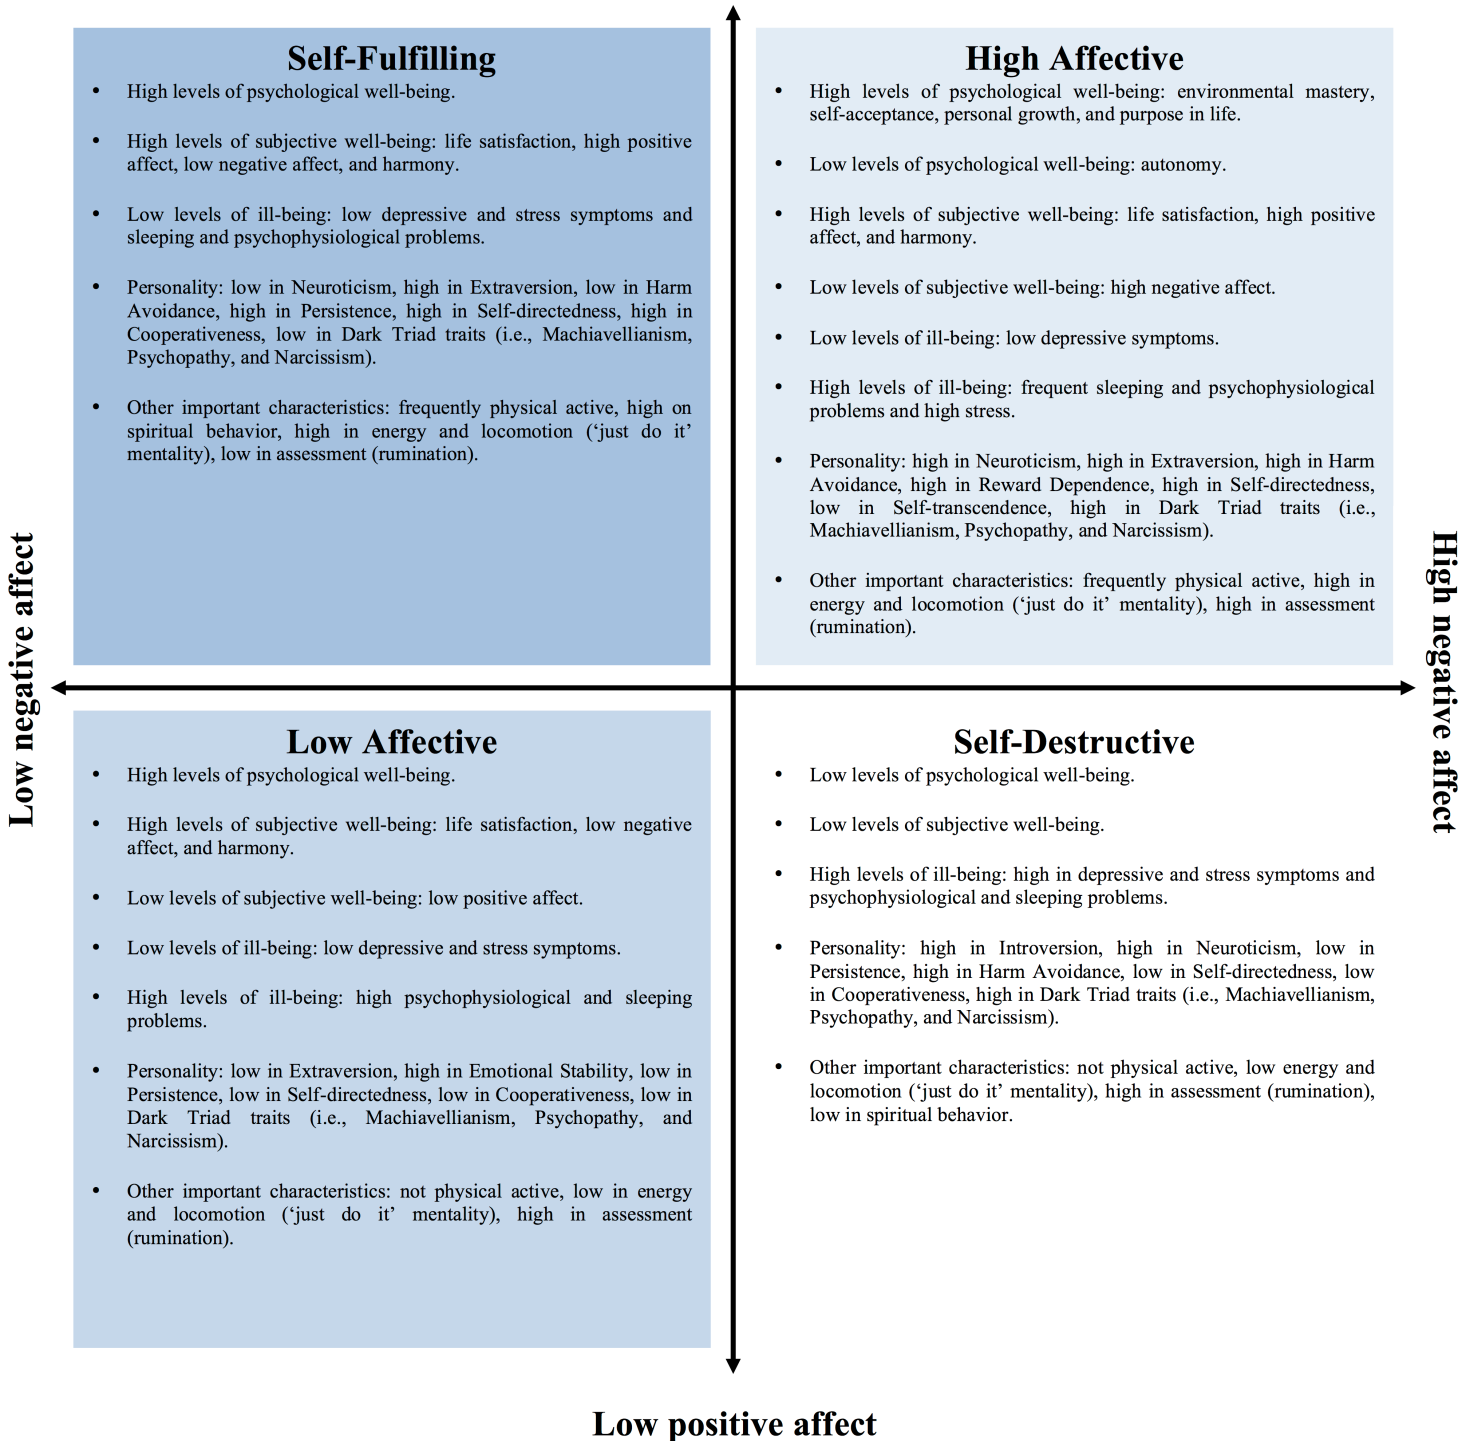 Self-Fulfilling
• High levels of psychological well-being.
• High levels of subjective well-being: life satisfaction, high positive
affect, low negative affect, and harmony.
• Low levels of ill-being: low depressive and stress symptoms and
sleeping and psychophysiological problems.
• Personality: low in Neuroticism, high in Extraversion, low in Harm
Avoidance, high in Persistence, high in Self-directedness, high in
Cooperativeness, low in Dark Triad traits (i.e., Machiavellianism,
Psychopathy, and Narcissism).
• Other important characteristics: frequently physical active, high on
spiritual behavior, high in energy and locomotion (‘just do it’
mentality), low in assessment (rumination).
High Affective
• High levels of psychological well-being: environmental mastery,
self-acceptance, personal growth, and purpose in life.
• Low levels of psychological well-being: autonomy.
• High levels of subjective well-being: life satisfaction, high positive
affect, and harmony.
• Low levels of subjective well-being: high negative affect.
• Low levels of ill-being: low depressive symptoms.
• High levels of ill-being: frequent sleeping and psychophysiological
problems and high stress.
• Personality: high in Neuroticism, high in Extraversion, high in Harm
Avoidance, high in Reward Dependence, high in Self-directedness,
low in Self-transcendence, high in Dark Triad traits (i.e.,
Machiavellianism, Psychopathy, and Narcissism).
• Other important characteristics: frequently physical active, high in
energy and locomotion (‘just do it’ mentality), high in assessment
(rumination).
Low negative affect
High negative affect
Low Affective
• High levels of psychological well-being.
• High levels of subjective well-being: life satisfaction, low negative
affect, and harmony.
• Low levels of subjective well-being: low positive affect.
• Low levels of ill-being: low depressive and stress symptoms.
• High levels of ill-being: high psychophysiological and sleeping
problems.
• Personality: low in Extraversion, high in Emotional Stability, low in
Persistence, low in Self-directedness, low in Cooperativeness, low in
Dark Triad traits (i.e., Machiavellianism, Psychopathy, and
Narcissism).
• Other important characteristics: not physical active, low in energy
and locomotion (‘just do it’ mentality), high in assessment
(rumination).
Self-Destructive
• Low levels of psychological well-being.
• Low levels of subjective well-being.
• High levels of ill-being: high in depressive and stress symptoms and
psychophysiological and sleeping problems.
• Personality: high in Introversion, high in Neuroticism, low in
Persistence, high in Harm Avoidance, low in Self-directedness, low
in Cooperativeness, high in Dark Triad traits (i.e., Machiavellianism,
Psychopathy, and Narcissism).
• Other important characteristics: not physical active, low energy and
locomotion (‘just do it’ mentality), high in assessment (rumination),
low in spiritual behavior.
Low positive affect